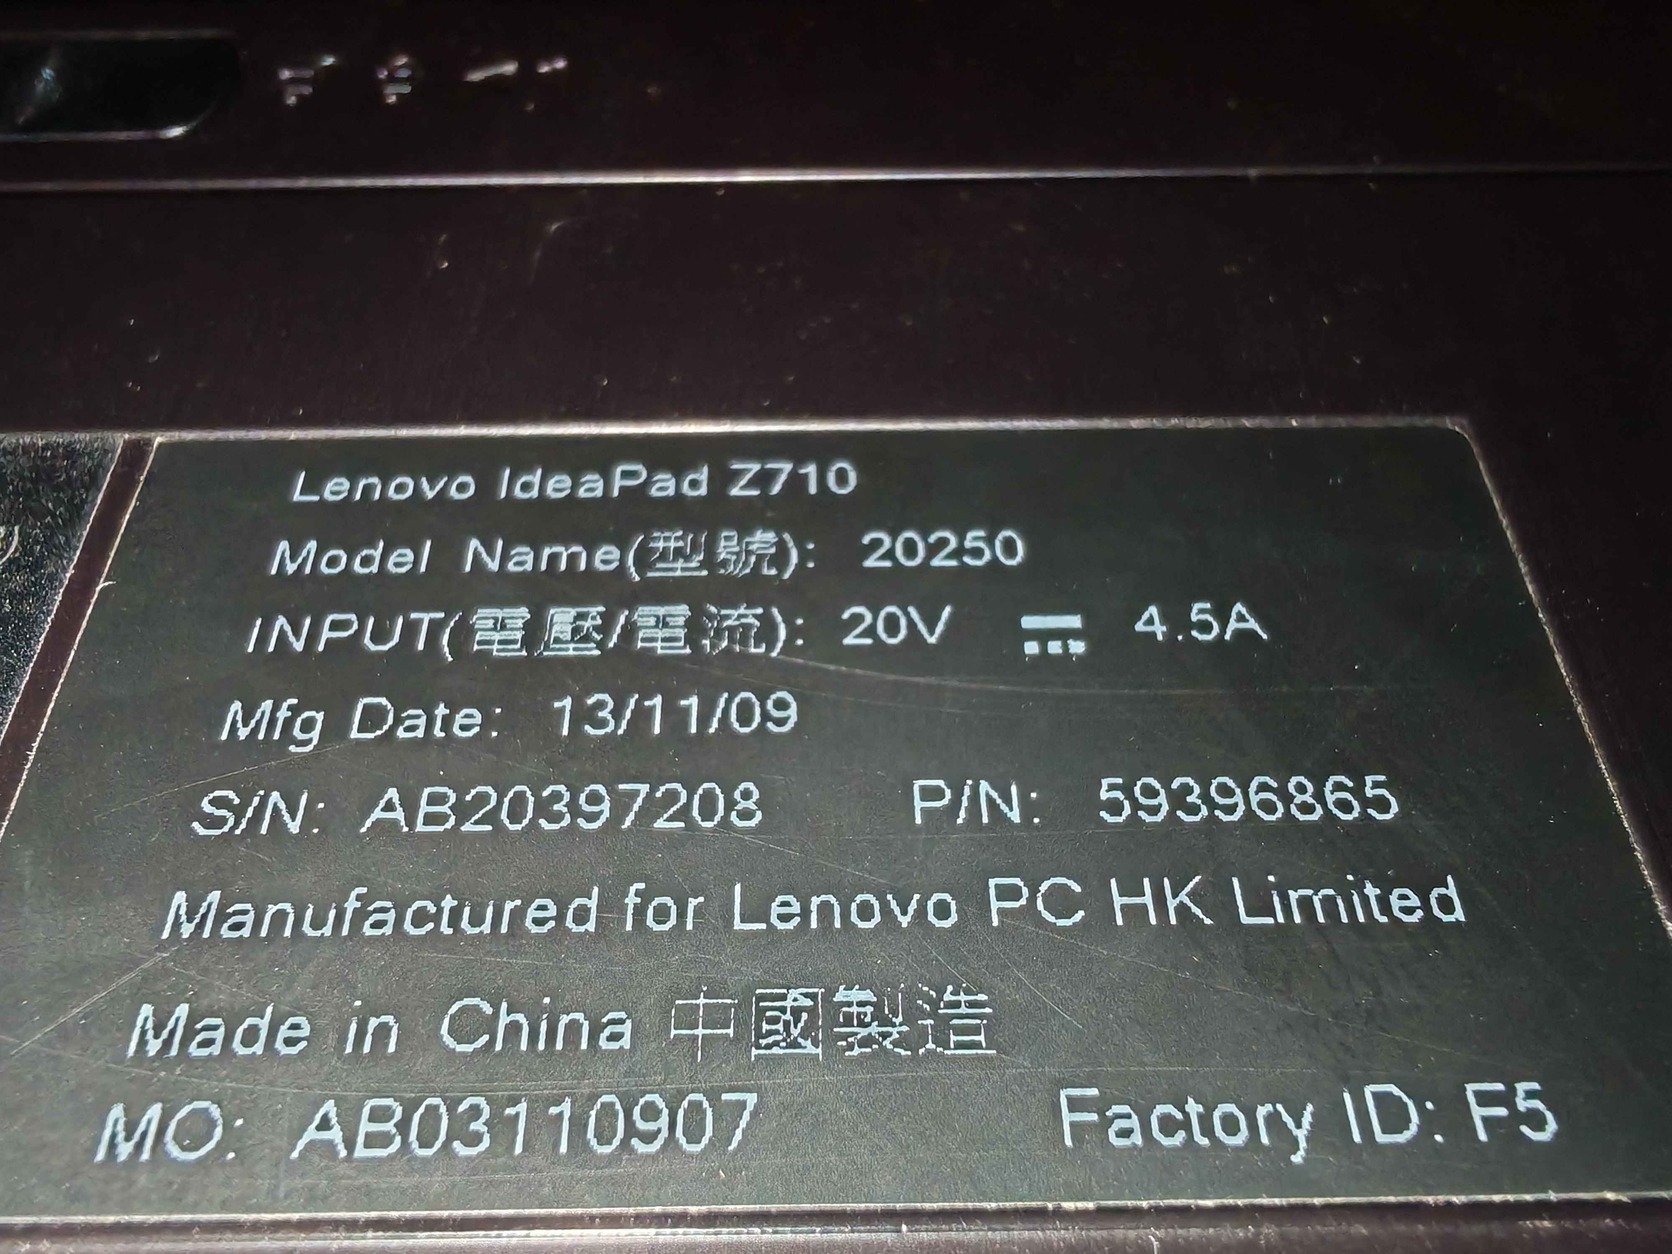 Lenovo IdeaPad Z710
Model Name(型號): 20250
INPUT(電壓/電流): 20V ⎓ 4.5A
Mfg Date: 13/11/09
S/N: AB20397208 P/N: 59396865
Manufactured for Lenovo PC HK Limited
Made in China 中國製造
MO: AB03110907 Factory ID: F5